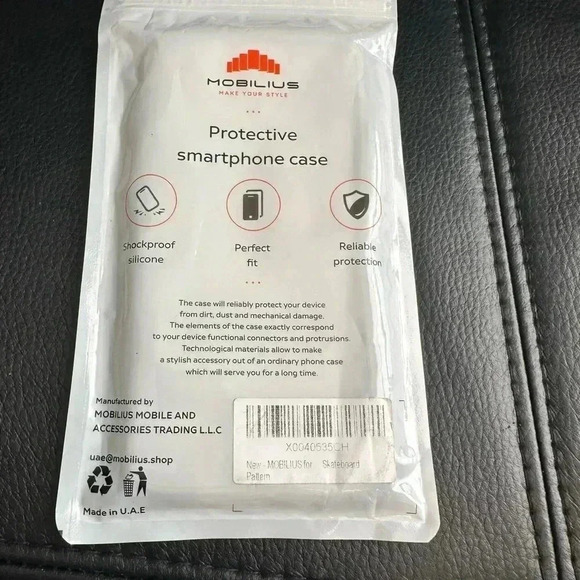 MOBILIUS
MAKE YOUR STYLE
Protective
smartphone case
Shockproof
silicone
Perfect
fit
Reliable
protection
The case will reliably protect your device
from dirt, dust and mechanical damage.
The elements of the case exactly correspond
to your device functional connectors and protrusions.
Technological materials allow to make
a stylish accessory out of an ordinary phone case
which will serve you for a long time.
Manufactured by
MOBILIUS MOBILE AND
ACCESSORIES TRADING L.L.C
uae@mobilius.shop
Made in U.A.E
New - MOBILIUS for Skateboard
Pattern